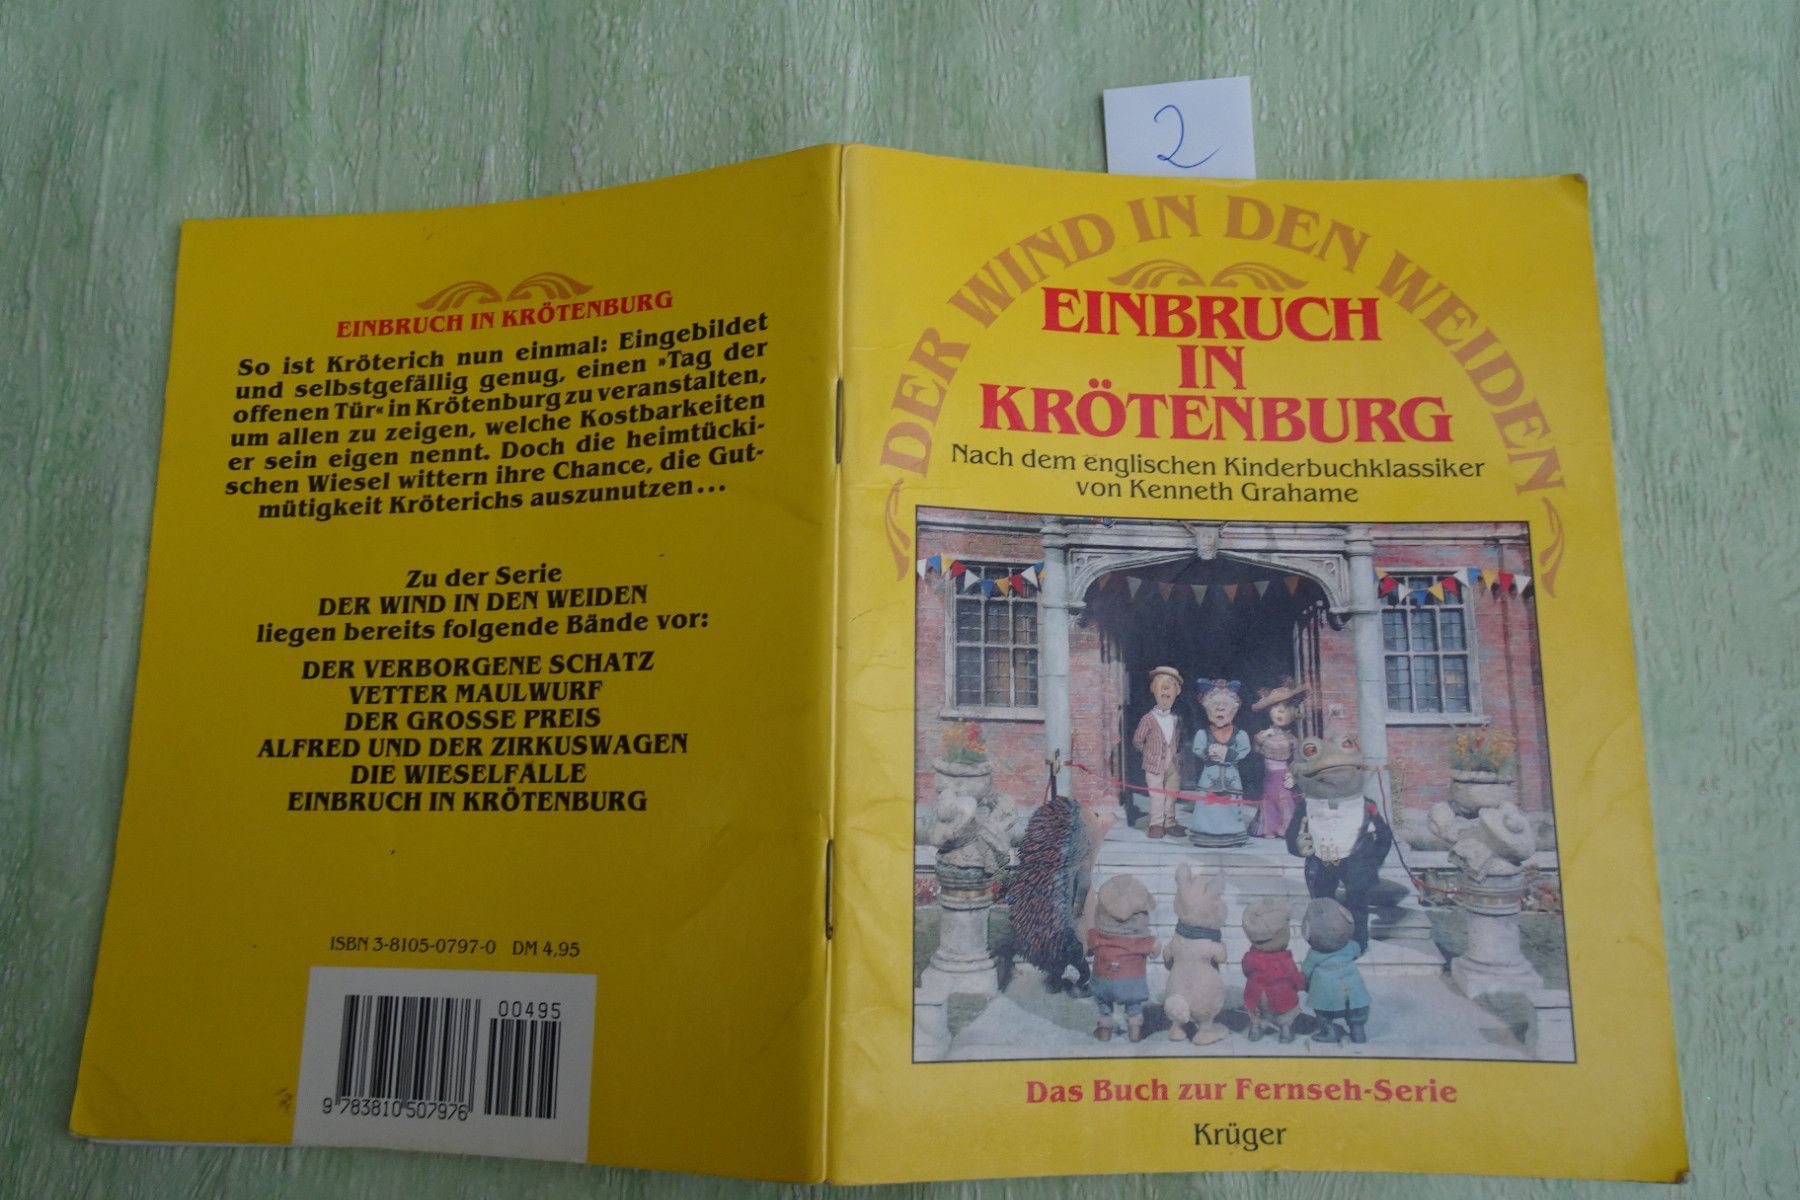 2
EINBRUCH IN KRÖTENBURG
So ist Kröterich nun einmal: Eingebildet
und selbstgefällig genug, einen »Tag der
offenen Tür« in Krötenburg zu veranstalten,
um allen zu zeigen, welche Kostbarkeiten
er sein eigen nennt. Doch die heimtücki-
schen Wiesel wittern ihre Chance, die Gut-
mütigkeit Kröterichs auszunutzen...
Zu der Serie
DER WIND IN DEN WEIDEN
liegen bereits folgende Bände vor:
DER VERBORGENE SCHATZ
VETTER MAULWURF
DER GROSSE PREIS
ALFRED UND DER ZIRKUSWAGEN
DIE WIESELFALLE
EINBRUCH IN KRÖTENBURG
ISBN 3-8105-0797-0 DM 4,95
00495
9 783810 507976
DER WIND IN DEN WEIDEN
EINBRUCH
IN
KRÖTENBURG
Nach dem englischen Kinderbuchklassiker
von Kenneth Grahame
Das Buch zur Fernseh-Serie
Krüger